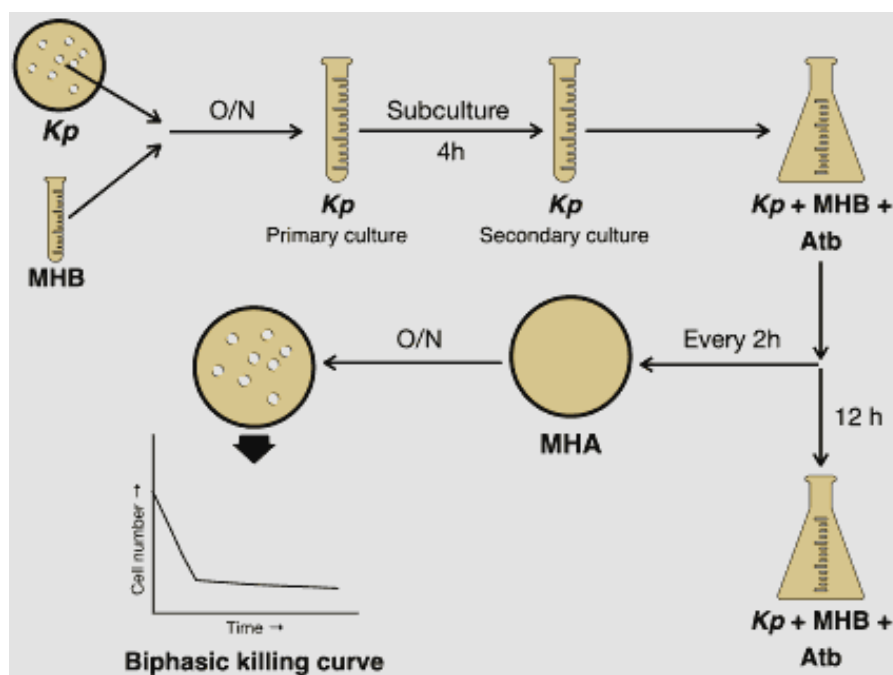 Kp
MHB
O/N
Kp
Primary culture
Subculture
4h
Kp
Secondary culture
Kp + MHB +
Atb
Every 2h
MHA
O/N
12 h
Kp + MHB +
Atb
Cell number →
Time →
Biphasic killing curve